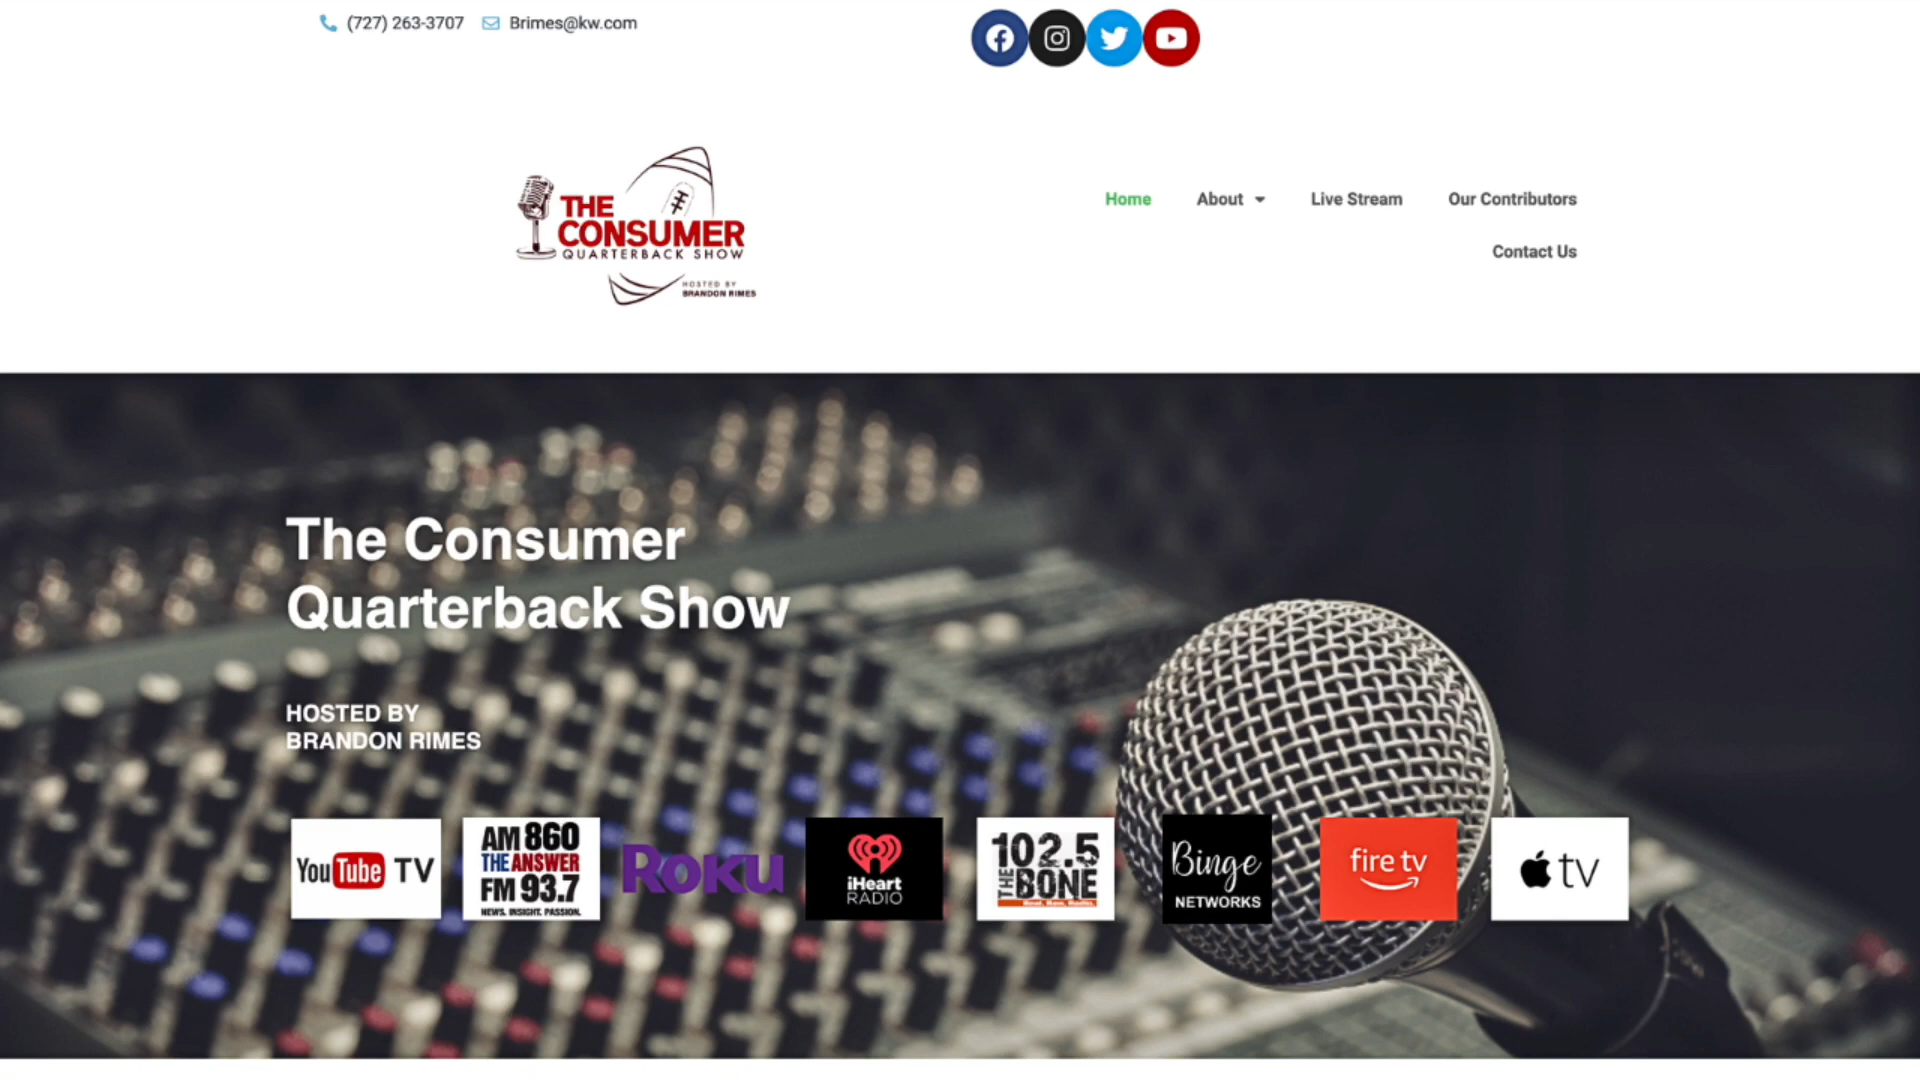 (727) 263-3707 Brimes@kw.com
THE
CONSUMER
QUARTERBACK SHOW
HOSTED BY
BRANDON RIMES
Home About Live Stream Our Contributors
Contact Us
The Consumer
Quarterback Show
HOSTED BY
BRANDON RIMES
YouTube TV
AM 860
THE ANSWER
FM 93.7
NEWS. INSIGHT. PASSION.
ROKU
iHeart
RADIO
102.5
THE BONE
Binge
NETWORKS
fire tv
tv